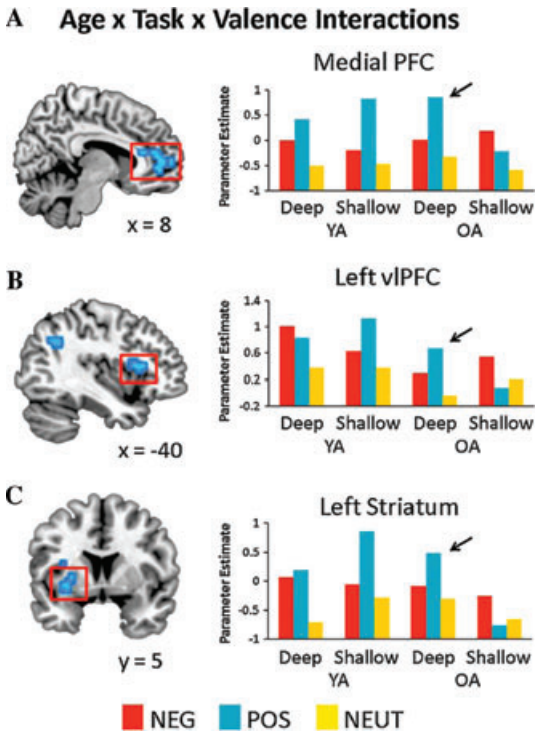 A Age x Task x Valence Interactions
Medial PFC
Parameter Estimate
1
0.5
0
-0.5
-1
Deep Shallow Deep Shallow
YA OA
x = 8
B
Left vlPFC
Parameter Estimate
1.4
1
0.6
0.2
-0.2
Deep Shallow Deep Shallow
YA OA
x = -40
C
Left Striatum
Parameter Estimate
1
0.5
0
-0.5
-1
Deep Shallow Deep Shallow
YA OA
y = 5
NEG POS NEUT